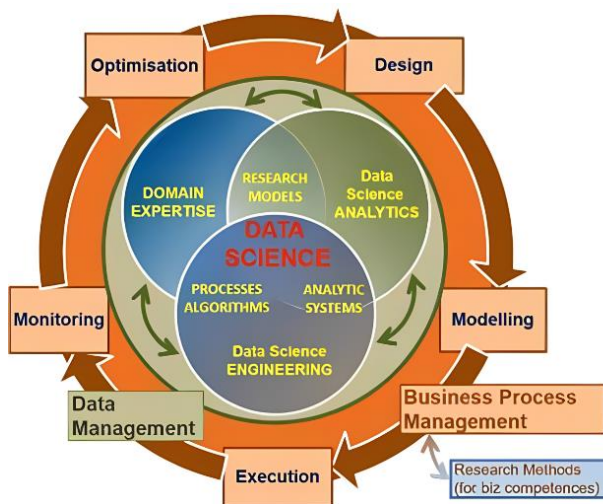 Optimisation
Design
DOMAIN
EXPERTISE
RESEARCH
MODELS
Data
Science
ANALYTICS
DATA
SCIENCE
PROCESSES
ALGORITHMS
ANALYTIC
SYSTEMS
Data Science
ENGINEERING
Monitoring
Modelling
Data
Management
Business Process
Management
Execution
Research Methods
(for biz competences)